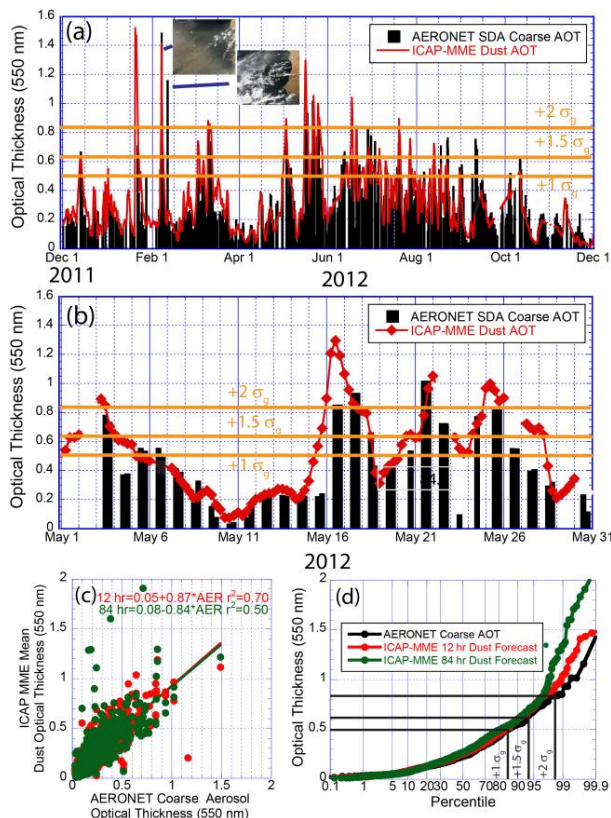 (a)
AERONET SDA Coarse AOT
ICAP-MME Dust AOT
Optical Thickness (550 nm)
1.6
1.4
1.2
1
0.8
0.6
0.4
0.2
0
+2 σg
+1.5 σg
+1 σg
Dec 1 Feb 1 Apr 1 Jun 1 Aug 1 Oct 1 Dec 1
2011 2012
(b)
AERONET SDA Coarse AOT
ICAP-MME Dust AOT
Optical Thickness (550 nm)
1.6
1.4
1.2
1
0.8
0.6
0.4
0.2
0
+2 σg
+1.5 σg
+1 σg
May 1 May 6 May 11 May 16 May 21 May 26 May 31
2012
(c)
12 hr=0.05+0.87*AER r²=0.70
84 hr=0.08-0.84*AER r²=0.50
ICAP MME Mean
Dust Optical Thickness (550 nm)
2
1.5
1
0.5
0
0 0.5 1 1.5 2
AERONET Coarse Aerosol
Optical Thickness (550 nm)
(d)
AERONET Coarse AOT
ICAP-MME 12 hr Dust Forecast
ICAP-MME 84 hr Dust Forecast
Optical Thickness (550 nm)
2
1.5
1
0.5
0
+1 σg
+1.5 σg
+2 σg
0.1 1 5 10 20 30 50 70 80 90 95 99 99.9
Percentile